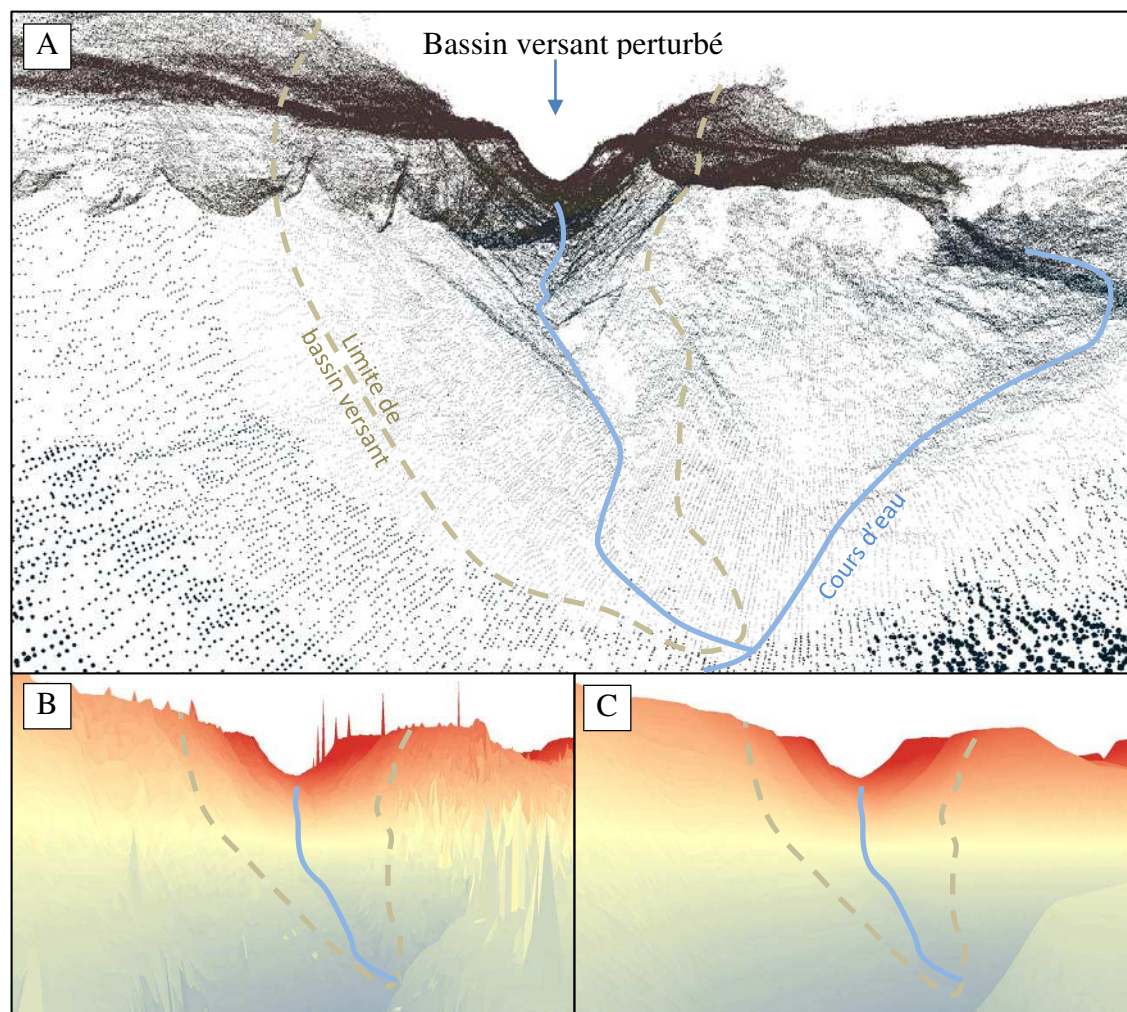 A
Bassin versant perturbé
Limite de
bassin versant
Cours d'eau
B
C